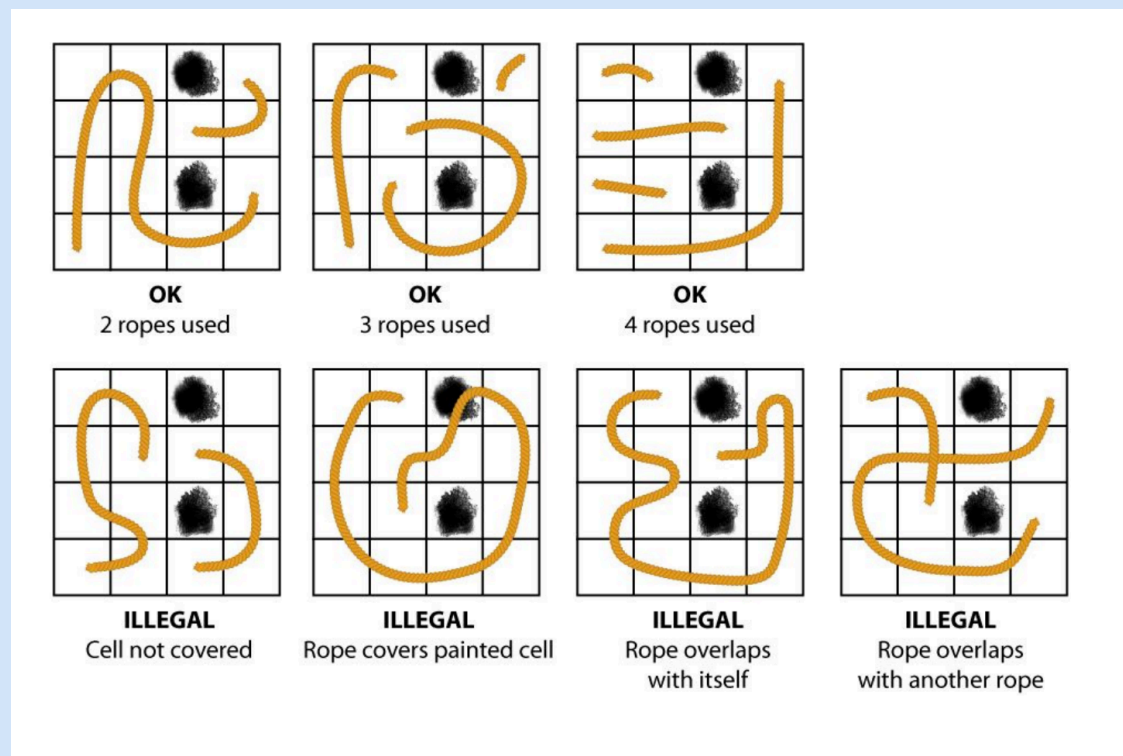 OK
2 ropes used
OK
3 ropes used
OK
4 ropes used
ILLEGAL
Cell not covered
ILLEGAL
Rope covers painted cell
ILLEGAL
Rope overlaps
with itself
ILLEGAL
Rope overlaps
with another rope